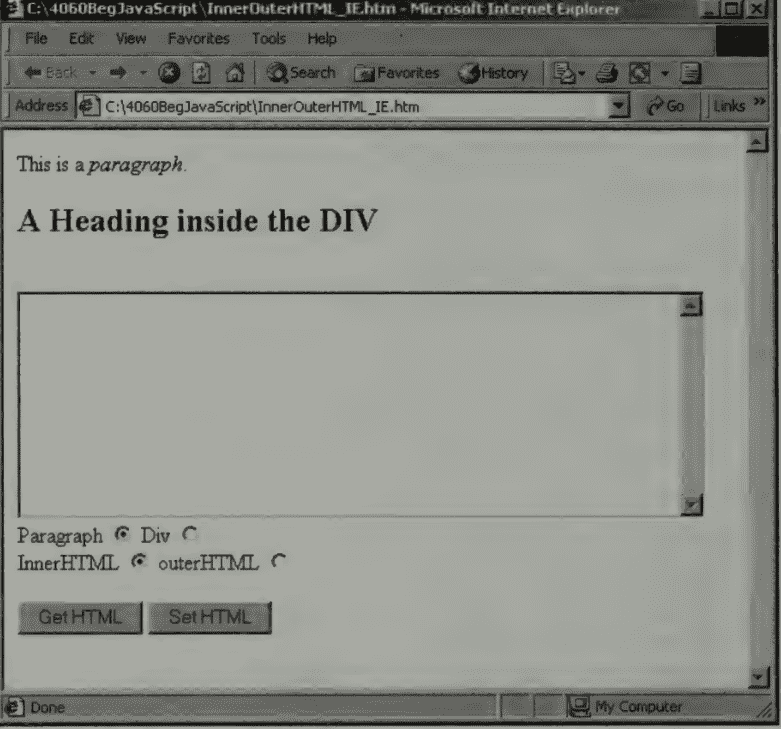 C:\4060BegJavaScript\InnerOuterHTML_IE.htm - Microsoft Internet Explorer
File Edit View Favorites Tools Help
Back Search Favorites History
Address C:\4060BegJavaScript\InnerOuterHTML_IE.htm Go Links »
This is a paragraph.
A Heading inside the DIV
Paragraph Div
InnerHTML outerHTML
Get HTML Set HTML
Done My Computer